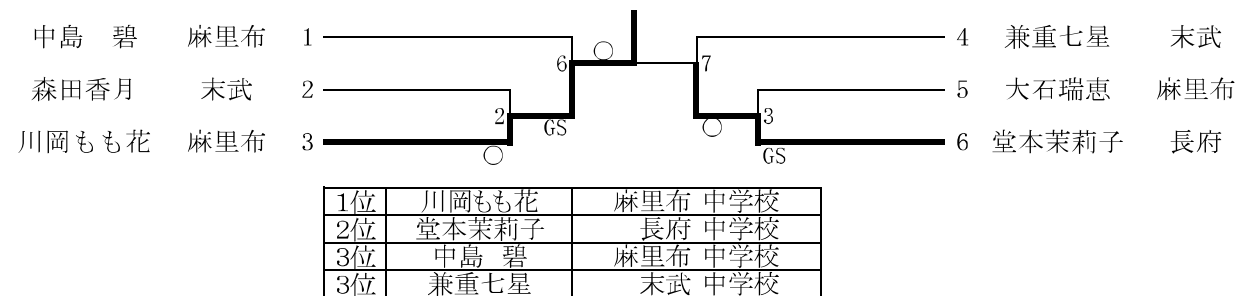 中島　碧　麻里布　1
4　兼重七星　末武
○
6
7
森田香月　末武　2
5　大石瑞恵　麻里布
2
GS
○
3
川岡もも花　麻里布　3
○
GS
6　堂本茉莉子　長府
1位　川岡もも花　麻里布 中学校
2位　堂本茉莉子　長府 中学校
3位　中島　碧　麻里布 中学校
3位　兼重七星　末武 中学校